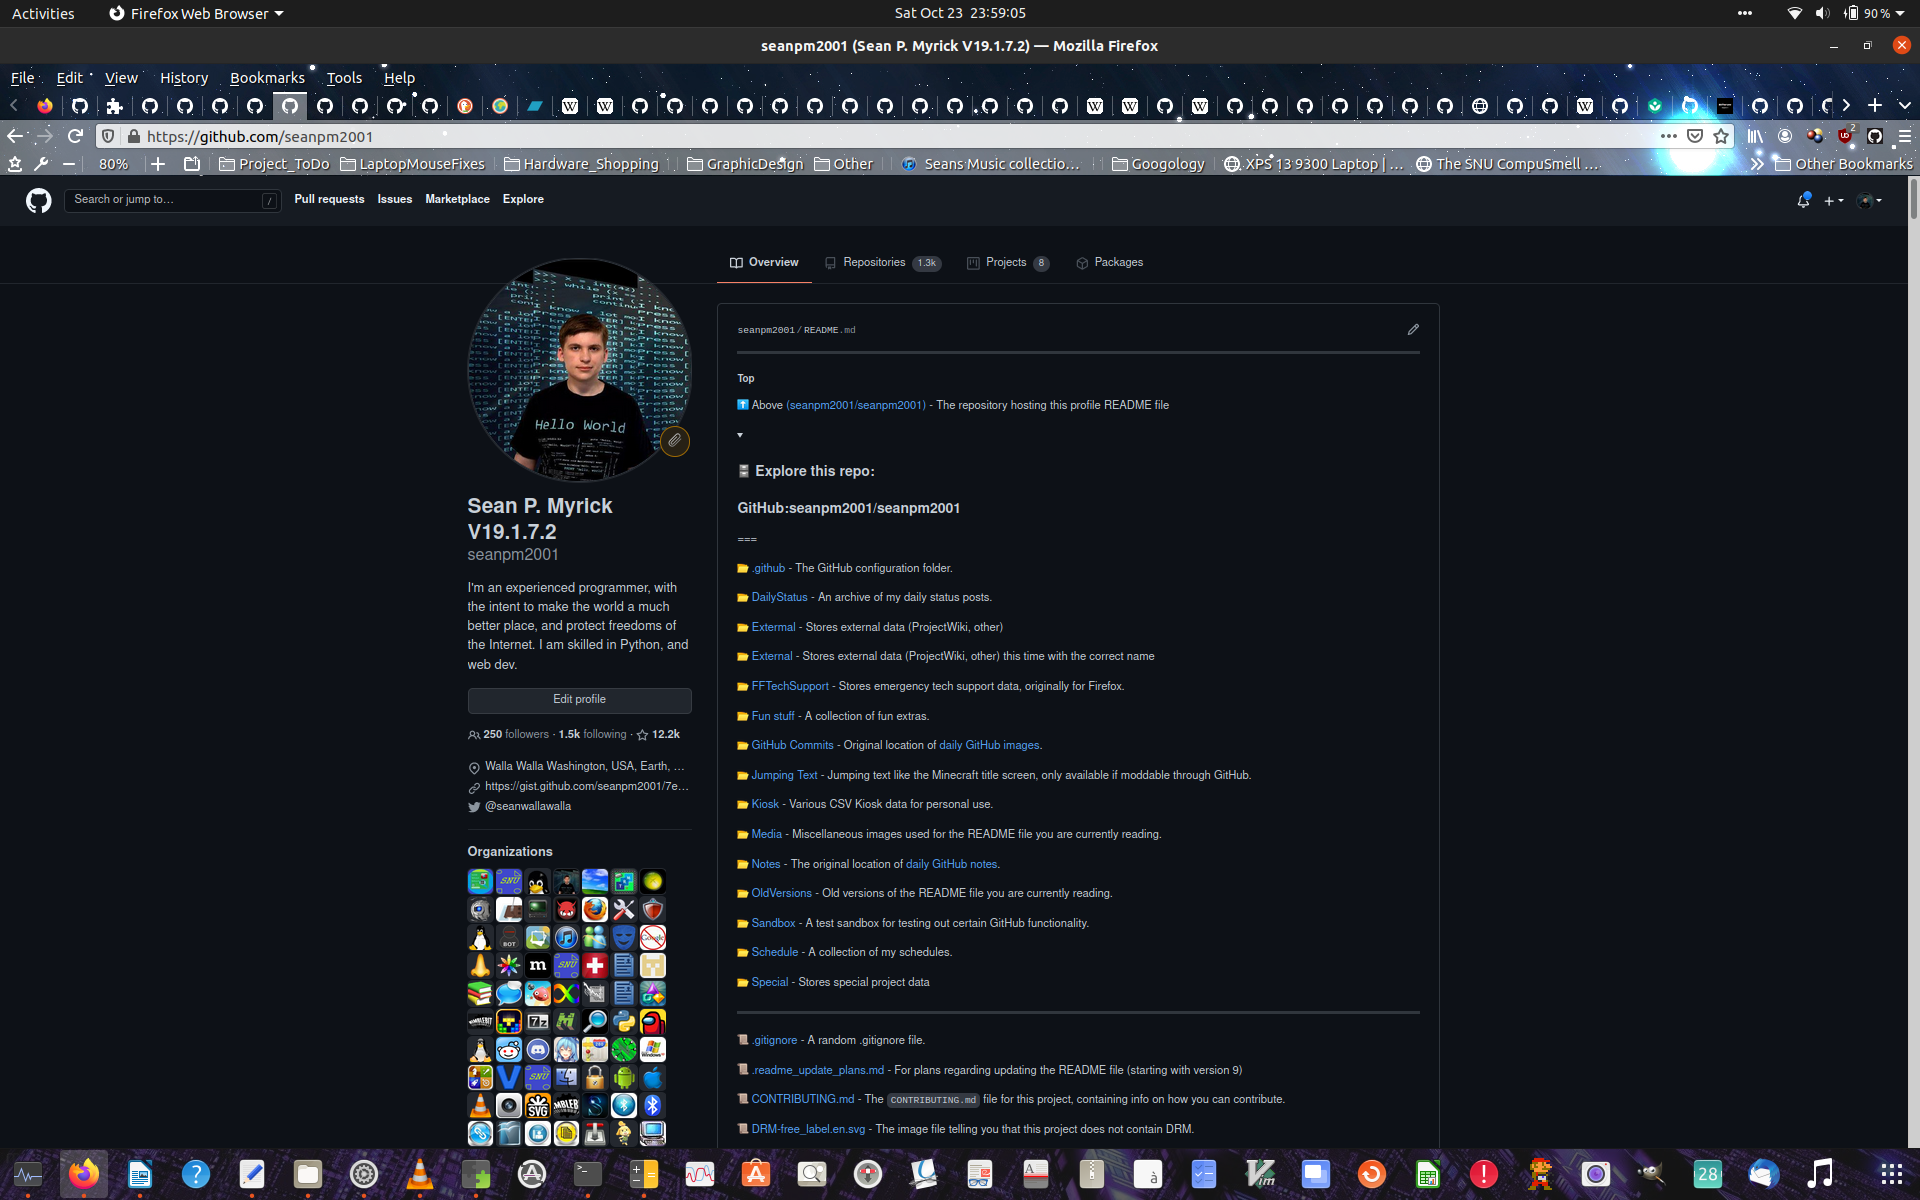 Activities
Firefox Web Browser
Sat Oct 23 23:59:05
90%
seanpm2001 (Sean P. Myrick V19.1.7.2) — Mozilla Firefox
File Edit View History Bookmarks Tools Help
https://github.com/seanpm2001
80%
Project_ToDo
LaptopMouseFixes
Hardware_Shopping
GraphicDesign
Other
Seans Music collectio...
Googology
XPS 13 9300 Laptop | ...
The SNU CompuSmell ...
Other Bookmarks
Search or jump to...
/
Pull requests Issues Marketplace Explore
Overview
Repositories 1.3k
Projects 8
Packages
Hello World
Sean P. Myrick
V19.1.7.2
seanpm2001
I'm an experienced programmer, with
the intent to make the world a much
better place, and protect freedoms of
the Internet. I am skilled in Python, and
web dev.
Edit profile
250 followers · 1.5k following · 12.2k
Walla Walla Washington, USA, Earth, ...
https://gist.github.com/seanpm2001/7e...
@seanwallawalla
Organizations
seanpm2001/README.md
Top
Above (seanpm2001/seanpm2001) - The repository hosting this profile README file
Explore this repo:
GitHub:seanpm2001/seanpm2001
===
.github - The GitHub configuration folder.
DailyStatus - An archive of my daily status posts.
Extermal - Stores external data (ProjectWiki, other)
External - Stores external data (ProjectWiki, other) this time with the correct name
FFTechSupport - Stores emergency tech support data, originally for Firefox.
Fun stuff - A collection of fun extras.
GitHub Commits - Original location of daily GitHub images.
Jumping Text - Jumping text like the Minecraft title screen, only available if moddable through GitHub.
Kiosk - Various CSV Kiosk data for personal use.
Media - Miscellaneous images used for the README file you are currently reading.
Notes - The original location of daily GitHub notes.
OldVersions - Old versions of the README file you are currently reading.
Sandbox - A test sandbox for testing out certain GitHub functionality.
Schedule - A collection of my schedules.
Special - Stores special project data
.gitignore - A random .gitignore file.
.readme_update_plans.md - For plans regarding updating the README file (starting with version 9)
CONTRIBUTING.md - The CONTRIBUTING.md file for this project, containing info on how you can contribute.
DRM-free_label.en.svg - The image file telling you that this project does not contain DRM.
28